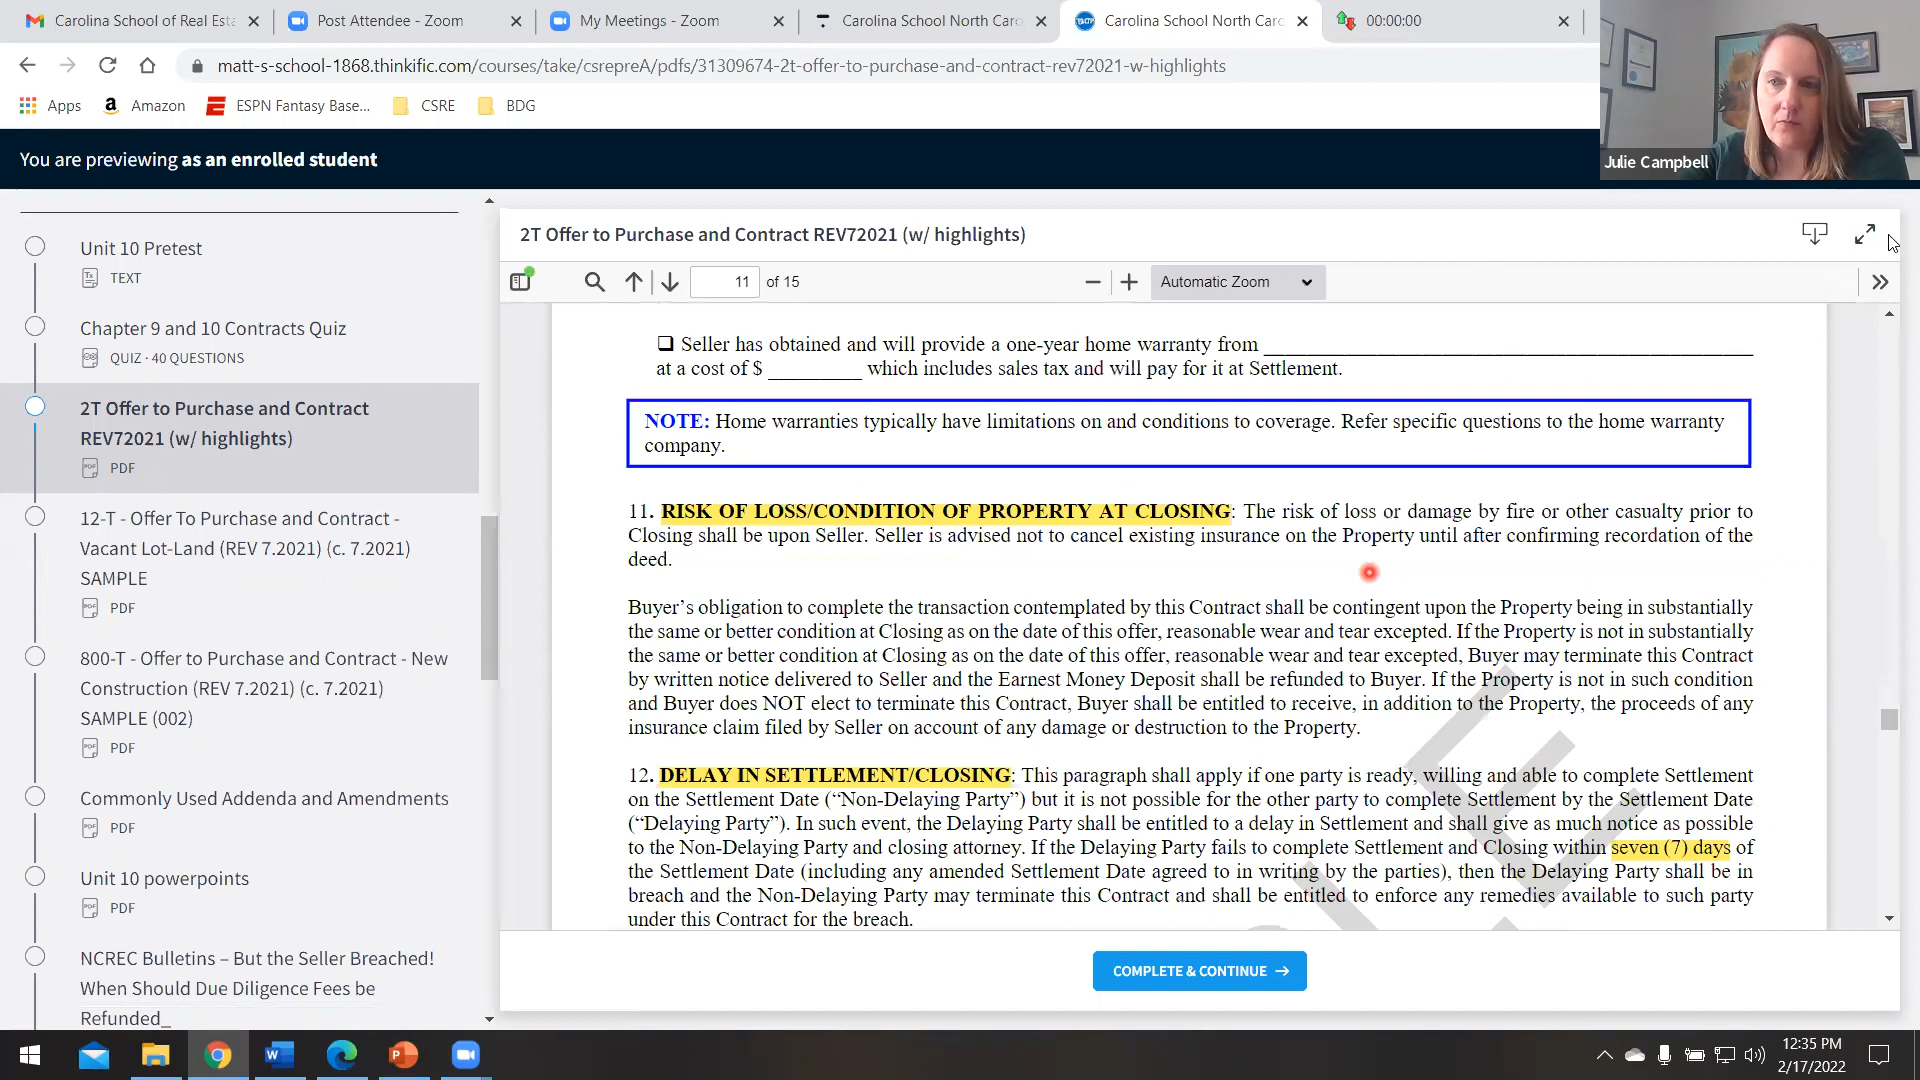 Carolina School of Real Est
Post Attendee - Zoom
My Meetings - Zoom
Carolina School North Caro
Carolina School North Carc
00:00:00
matt-s-school-1868.thinkific.com/courses/take/csrepreA/pdfs/31309674-2t-offer-to-purchase-and-contract-rev72021-w-highlights
Apps
Amazon
ESPN Fantasy Base...
CSRE
BDG
Julie Campbell
You are previewing as an enrolled student
Unit 10 Pretest
TEXT
Chapter 9 and 10 Contracts Quiz
QUIZ · 40 QUESTIONS
2T Offer to Purchase and Contract
REV72021 (w/ highlights)
PDF
12-T - Offer To Purchase and Contract -
Vacant Lot-Land (REV 7.2021) (c. 7.2021)
SAMPLE
PDF
800-T - Offer to Purchase and Contract - New
Construction (REV 7.2021) (c. 7.2021)
SAMPLE (002)
PDF
Commonly Used Addenda and Amendments
PDF
Unit 10 powerpoints
PDF
NCREC Bulletins – But the Seller Breached!
When Should Due Diligence Fees be
Refunded_
2T Offer to Purchase and Contract REV72021 (w/ highlights)
11 of 15
Automatic Zoom
❑ Seller has obtained and will provide a one-year home warranty from ____
at a cost of $ ____ which includes sales tax and will pay for it at Settlement.
NOTE: Home warranties typically have limitations on and conditions to coverage. Refer specific questions to the home warranty
company.
11. RISK OF LOSS/CONDITION OF PROPERTY AT CLOSING: The risk of loss or damage by fire or other casualty prior to
Closing shall be upon Seller. Seller is advised not to cancel existing insurance on the Property until after confirming recordation of the
deed.
Buyer’s obligation to complete the transaction contemplated by this Contract shall be contingent upon the Property being in substantially
the same or better condition at Closing as on the date of this offer, reasonable wear and tear excepted. If the Property is not in substantially
the same or better condition at Closing as on the date of this offer, reasonable wear and tear excepted, Buyer may terminate this Contract
by written notice delivered to Seller and the Earnest Money Deposit shall be refunded to Buyer. If the Property is not in such condition
and Buyer does NOT elect to terminate this Contract, Buyer shall be entitled to receive, in addition to the Property, the proceeds of any
insurance claim filed by Seller on account of any damage or destruction to the Property.
12. DELAY IN SETTLEMENT/CLOSING: This paragraph shall apply if one party is ready, willing and able to complete Settlement
on the Settlement Date (“Non-Delaying Party”) but it is not possible for the other party to complete Settlement by the Settlement Date
(“Delaying Party”). In such event, the Delaying Party shall be entitled to a delay in Settlement and shall give as much notice as possible
to the Non-Delaying Party and closing attorney. If the Delaying Party fails to complete Settlement and Closing within seven (7) days of
the Settlement Date (including any amended Settlement Date agreed to in writing by the parties), then the Delaying Party shall be in
breach and the Non-Delaying Party may terminate this Contract and shall be entitled to enforce any remedies available to such party
under this Contract for the breach.
COMPLETE & CONTINUE →
12:35 PM
2/17/2022